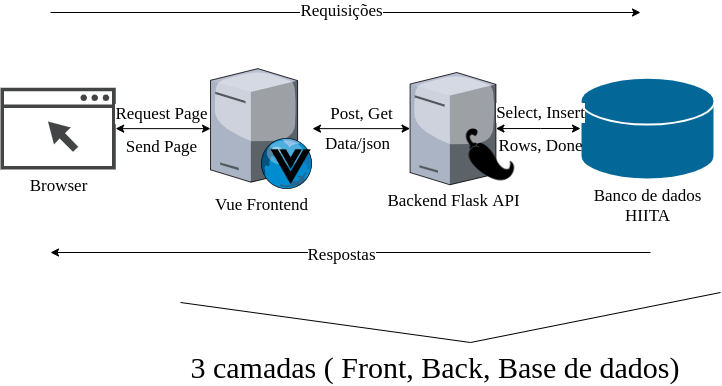 Requisições
Request Page
Send Page
Post, Get
Data/json
Select, Insert
Rows, Done
Browser
Vue Frontend
Backend Flask API
Banco de dados
HIITA
Respostas
3 camadas ( Front, Back, Base de dados)